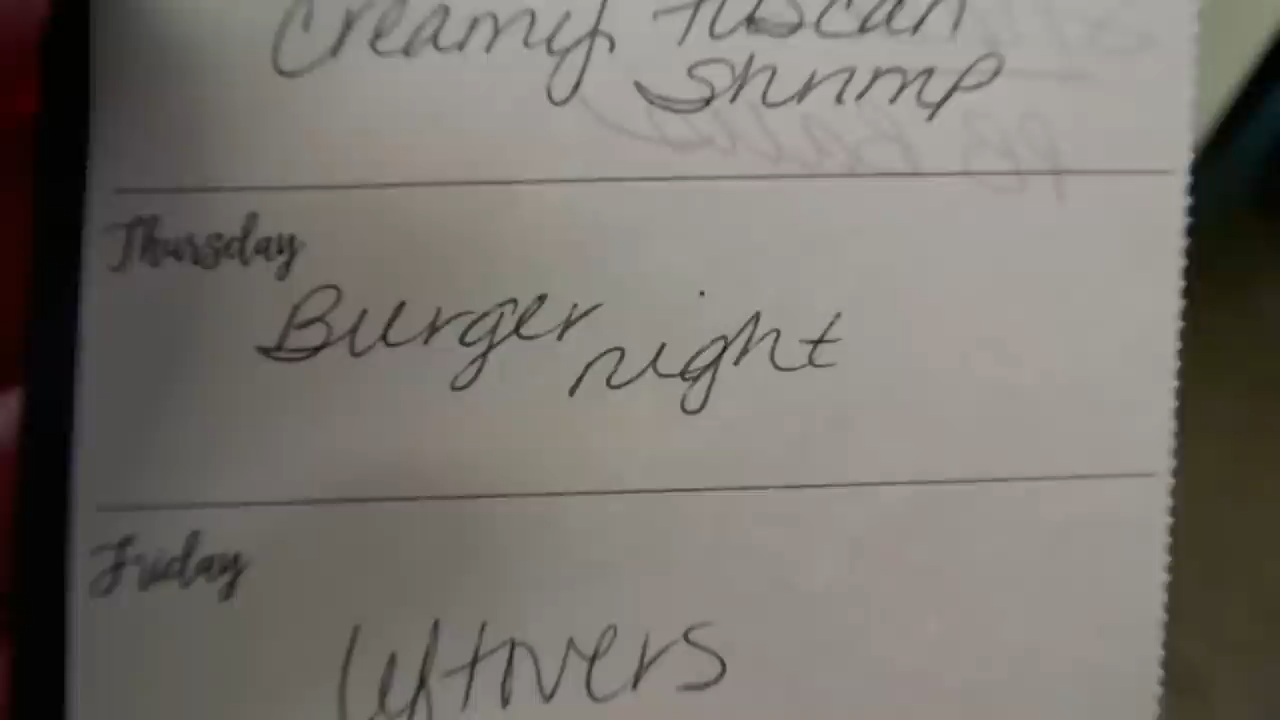 Creamy tuscan
shrimp
Thursday
Burger night
Friday
Leftovers